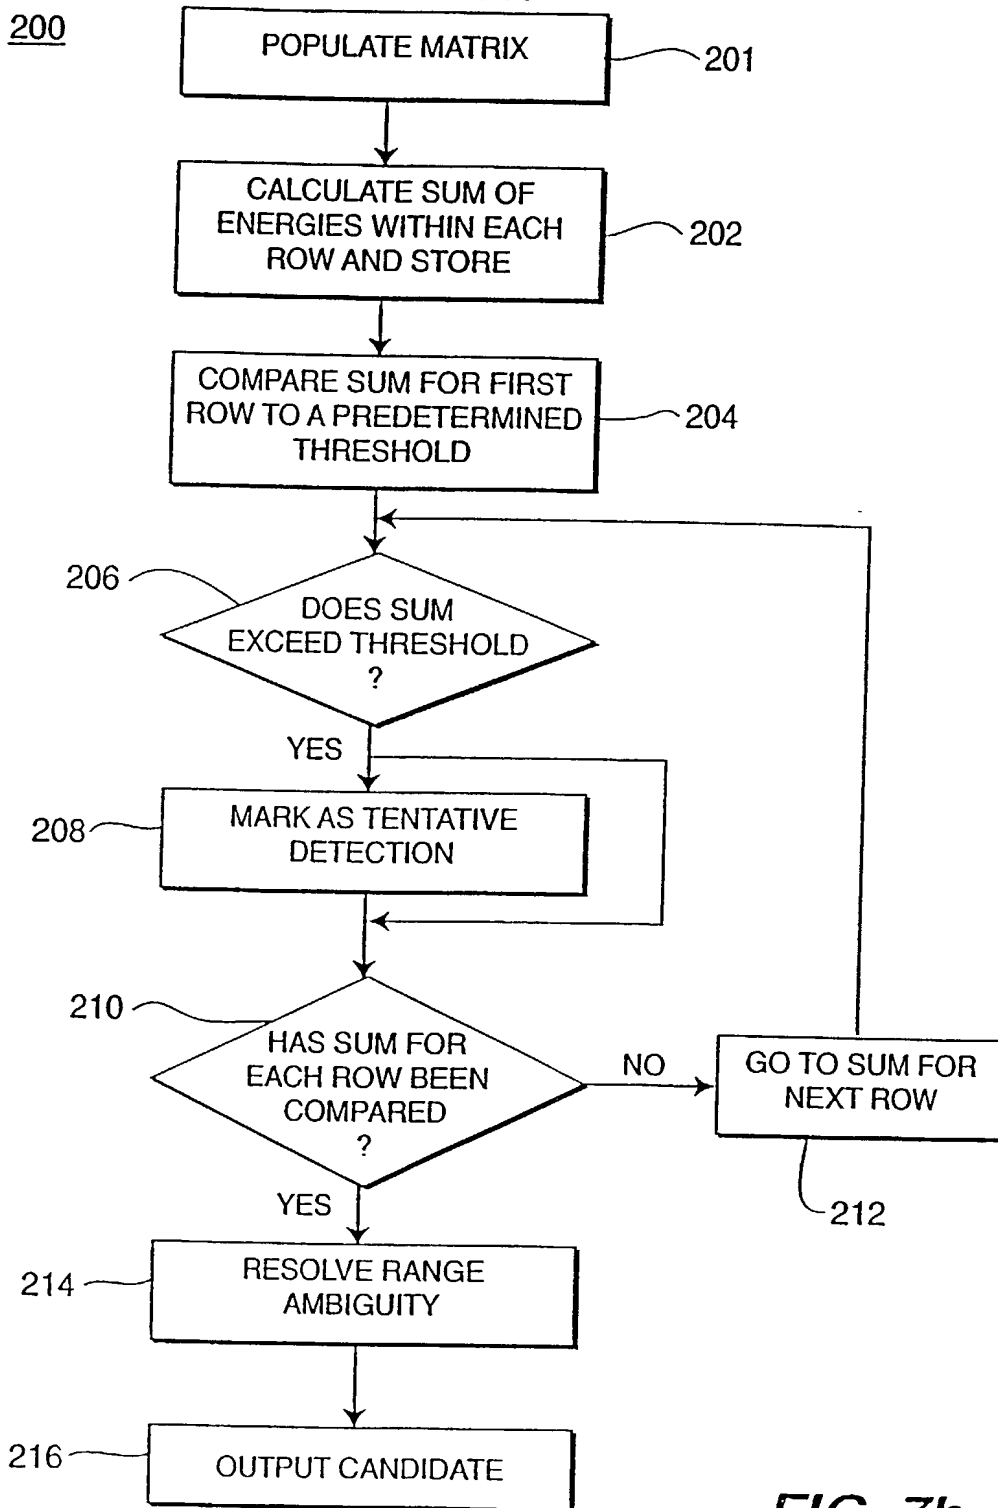 200
POPULATE MATRIX
201
CALCULATE SUM OF
ENERGIES WITHIN EACH
ROW AND STORE
202
COMPARE SUM FOR FIRST
ROW TO A PREDETERMINED
THRESHOLD
204
206
DOES SUM
EXCEED THRESHOLD
?
YES
208
MARK AS TENTATIVE
DETECTION
210
HAS SUM FOR
EACH ROW BEEN
COMPARED
?
NO
GO TO SUM FOR
NEXT ROW
212
YES
214
RESOLVE RANGE
AMBIGUITY
216
OUTPUT CANDIDATE
FIG. 7b